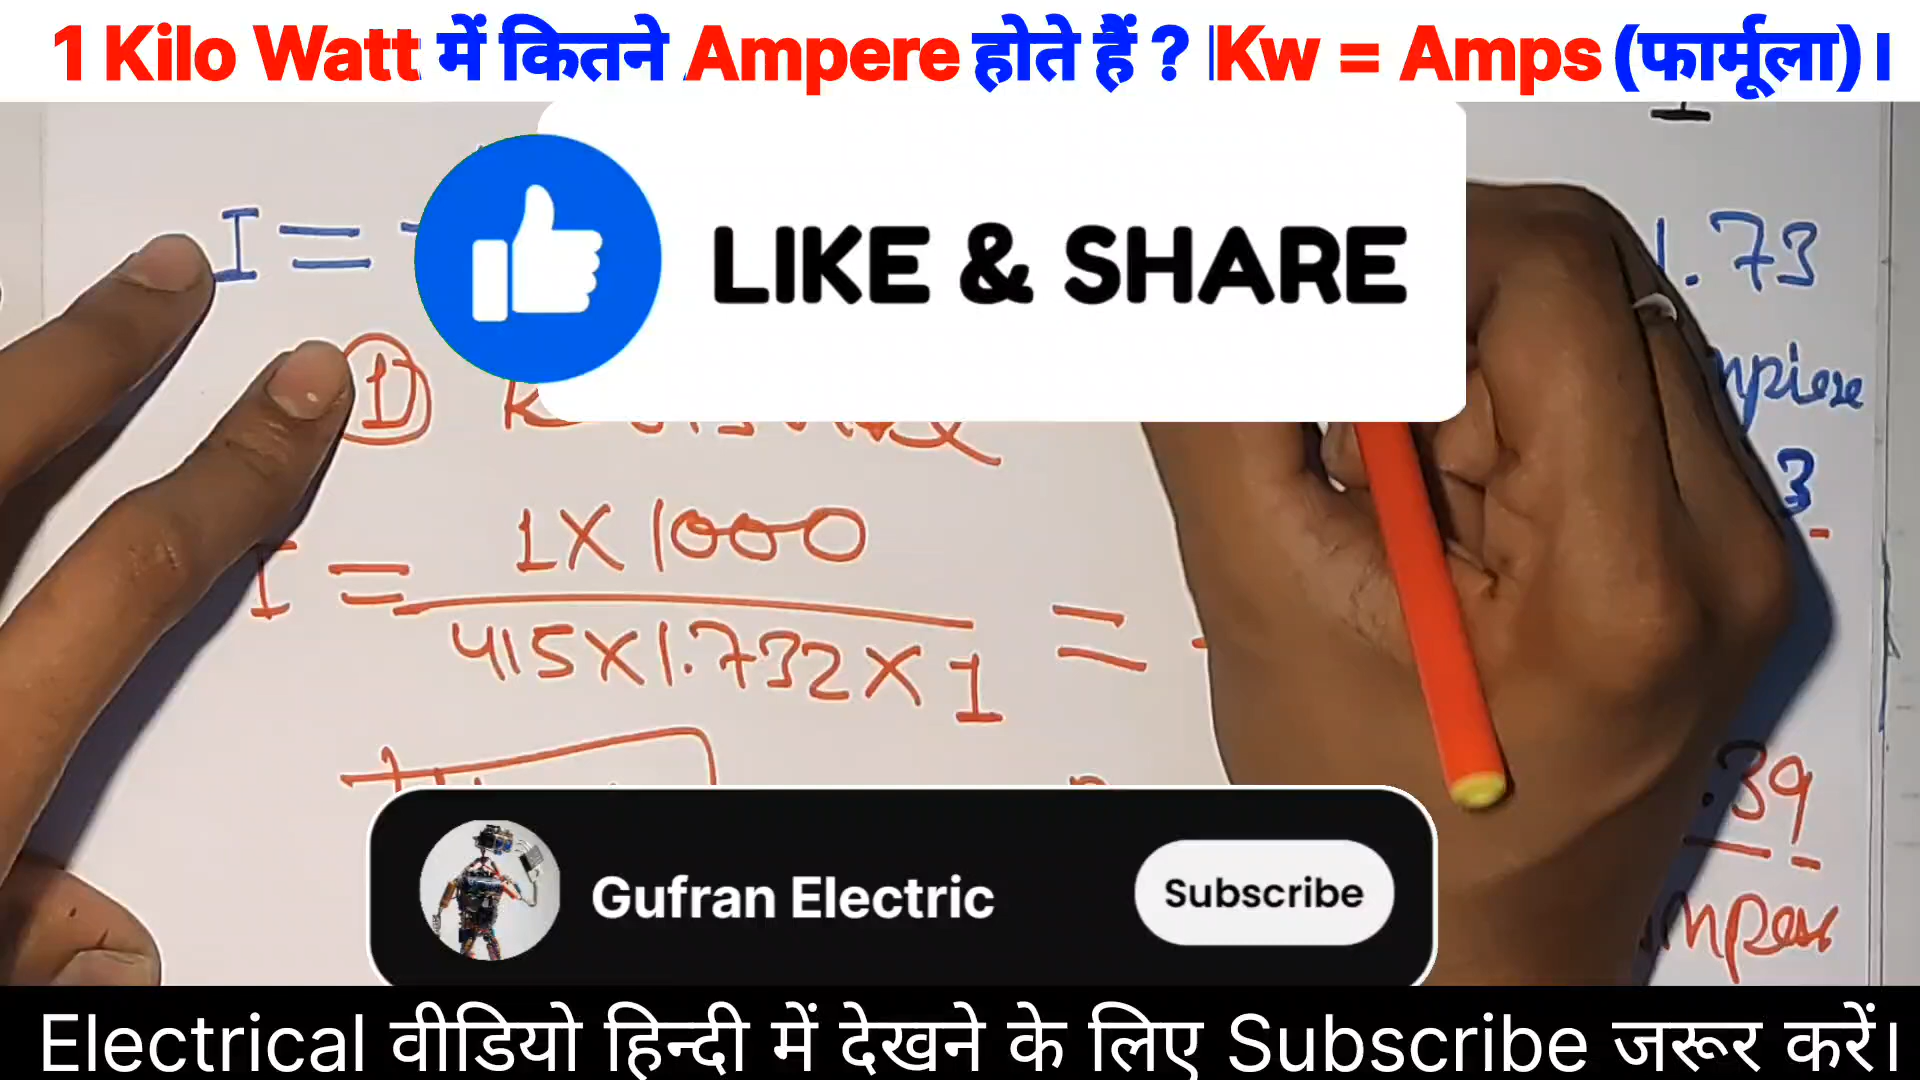 1 Kilo Watt में कितने Ampere होते हैं ? Kw = Amps (फार्मूला)।
I =
LIKE & SHARE
1.73
1
3
1X1000
I =
415X1.732X1
=
.39
Gufran Electric
Subscribe
Electrical वीडियो हिन्दी में देखने के लिए Subscribe जरूर करें।